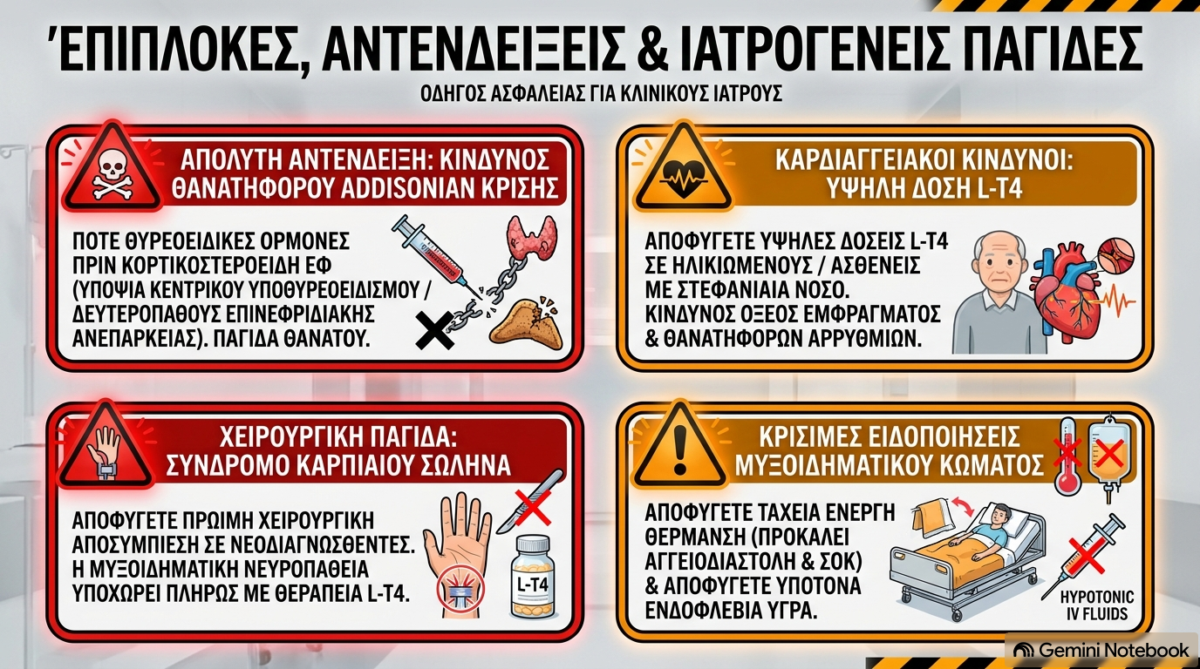 ΈΠΙΠΛΟΚΕΣ, ΑΝΤΕΝΔΕΙΞΕΙΣ & ΙΑΤΡΟΓΕΝΕΙΣ ΠΑΓΙΔΕΣ
ΟΔΗΓΟΣ ΑΣΦΑΛΕΙΑΣ ΓΙΑ ΚΛΙΝΙΚΟΥΣ ΙΑΤΡΟΥΣ
ΑΠΟΛΥΤΗ ΑΝΤΕΝΔΕΙΞΗ: ΚΙΝΔΥΝΟΣ
ΘΑΝΑΤΗΦΟΡΟΥ ADDISONIAN ΚΡΙΣΗΣ
ΠΟΤΕ ΘΥΡΕΟΕΙΔΙΚΕΣ ΟΡΜΟΝΕΣ
ΠΡΙΝ ΚΟΡΤΙΚΟΣΤΕΡΟΕΙΔΗ ΕΦ
(ΥΠΟΨΙΑ ΚΕΝΤΡΙΚΟΥ ΥΠΟΘΥΡΕΟΕΙΔΙΣΜΟΥ /
ΔΕΥΤΕΡΟΠΑΘΟΥΣ ΕΠΙΝΕΦΡΙΔΙΑΚΗΣ
ΑΝΕΠΑΡΚΕΙΑΣ). ΠΑΓΙΔΑ ΘΑΝΑΤΟΥ.
ΚΑΡΔΙΑΓΓΕΙΑΚΟΙ ΚΙΝΔΥΝΟΙ:
ΥΨΗΛΗ ΔΟΣΗ L-T4
ΑΠΟΦΥΓΕΤΕ ΥΨΗΛΕΣ ΔΟΣΕΙΣ L-T4
ΣΕ ΗΛΙΚΙΩΜΕΝΟΥΣ / ΑΣΘΕΝΕΙΣ
ΜΕ ΣΤΕΦΑΝΙΑΙΑ ΝΟΣΟ.
ΚΙΝΔΥΝΟΣ ΟΞΕΟΣ ΕΜΦΡΑΓΜΑΤΟΣ
& ΘΑΝΑΤΗΦΟΡΩΝ ΑΡΡΥΘΜΙΩΝ.
ΧΕΙΡΟΥΡΓΙΚΗ ΠΑΓΙΔΑ:
ΣΥΝΔΡΟΜΟ ΚΑΡΠΙΑΙΟΥ ΣΩΛΗΝΑ
ΑΠΟΦΥΓΕΤΕ ΠΡΩΙΜΗ ΧΕΙΡΟΥΡΓΙΚΗ
ΑΠΟΣΥΜΠΙΕΣΗ ΣΕ ΝΕΟΔΙΑΓΝΩΣΘΕΝΤΕΣ.
Η ΜΥΞΟΙΔΗΜΑΤΙΚΗ ΝΕΥΡΟΠΑΘΕΙΑ
ΥΠΟΧΩΡΕΙ ΠΛΗΡΩΣ ΜΕ ΘΕΡΑΠΕΙΑ L-T4.
L-T4
ΚΡΙΣΙΜΕΣ ΕΙΔΟΠΟΙΗΣΕΙΣ
ΜΥΞΟΙΔΗΜΑΤΙΚΟΥ ΚΩΜΑΤΟΣ
ΑΠΟΦΥΓΕΤΕ ΤΑΧΕΙΑ ΕΝΕΡΓΗ
ΘΕΡΜΑΝΣΗ (ΠΡΟΚΑΛΕΙ
ΑΓΓΕΙΟΔΙΑΣΤΟΛΗ & ΣΟΚ)
& ΑΠΟΦΥΓΕΤΕ ΥΠΟΤΟΝΑ
ΕΝΔΟΦΛΕΒΙΑ ΥΓΡΑ.
HYPOTONIC
IV FLUIDS
Gemini Notebook